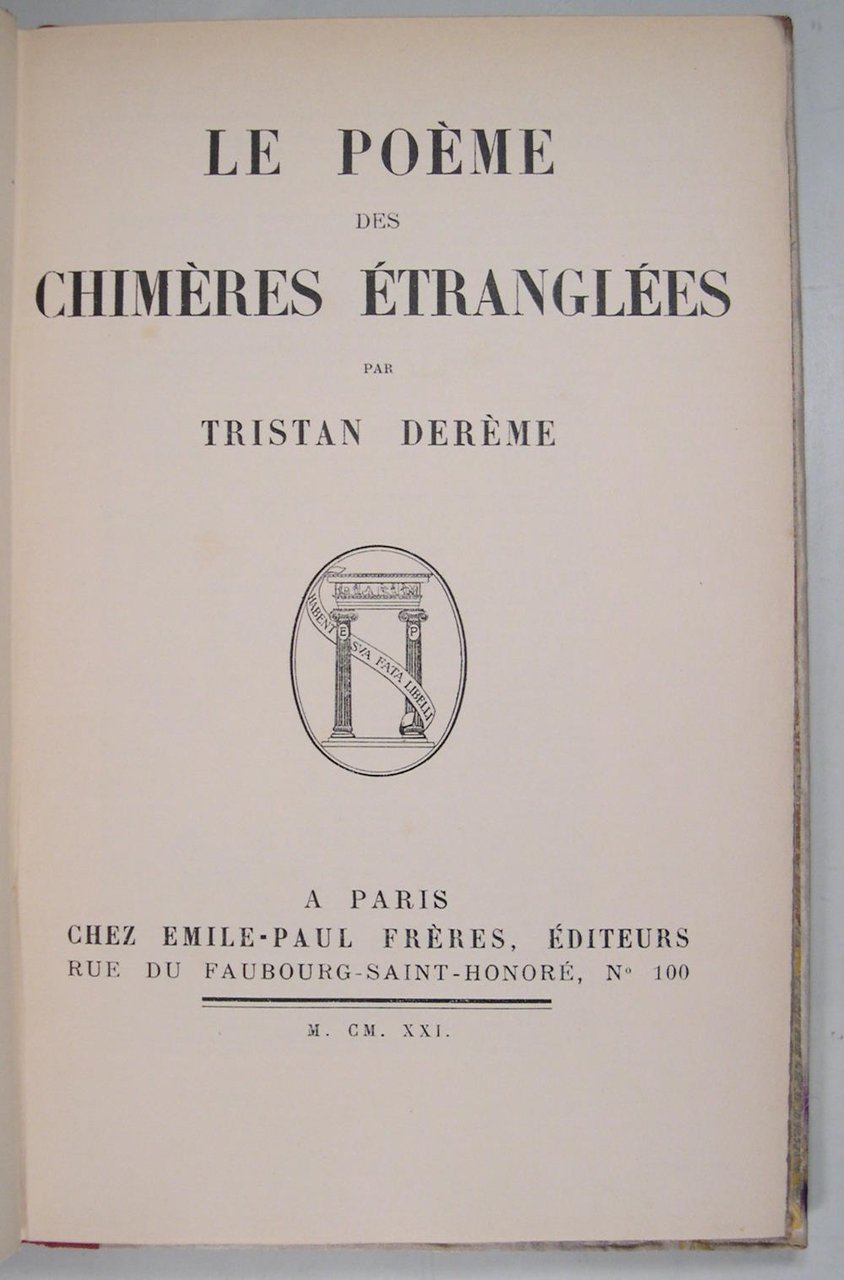 LE POÈME
DES
CHIMÈRES ÉTRANGLÉES
PAR
TRISTAN DERÈME
HABENT SVA FATA LIBELLI
E P
A PARIS
CHEZ EMILE-PAUL FRÈRES, ÉDITEURS
RUE DU FAUBOURG-SAINT-HONORÉ, N° 100
M. CM. XXI.